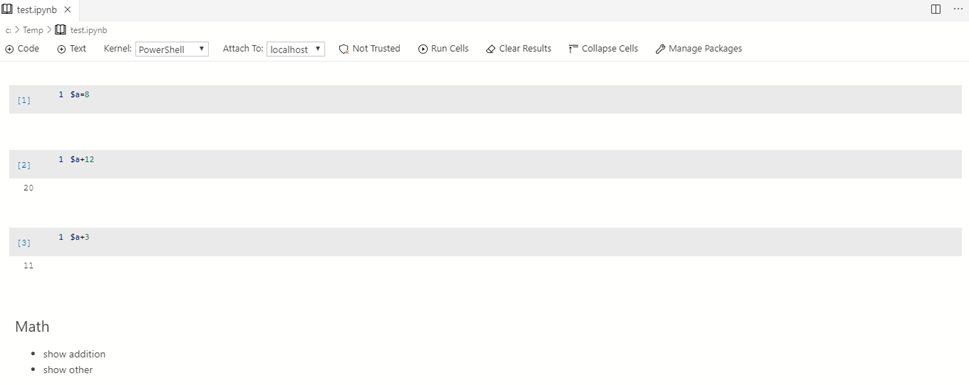 test.ipynb
c: > Temp > test.ipynb
Code Text Kernel: PowerShell Attach To: localhost Not Trusted Run Cells Clear Results Collapse Cells Manage Packages
[1] 1 $a=8
[2] 1 $a+12
20
[3] 1 $a+3
11
Math
• show addition
• show other